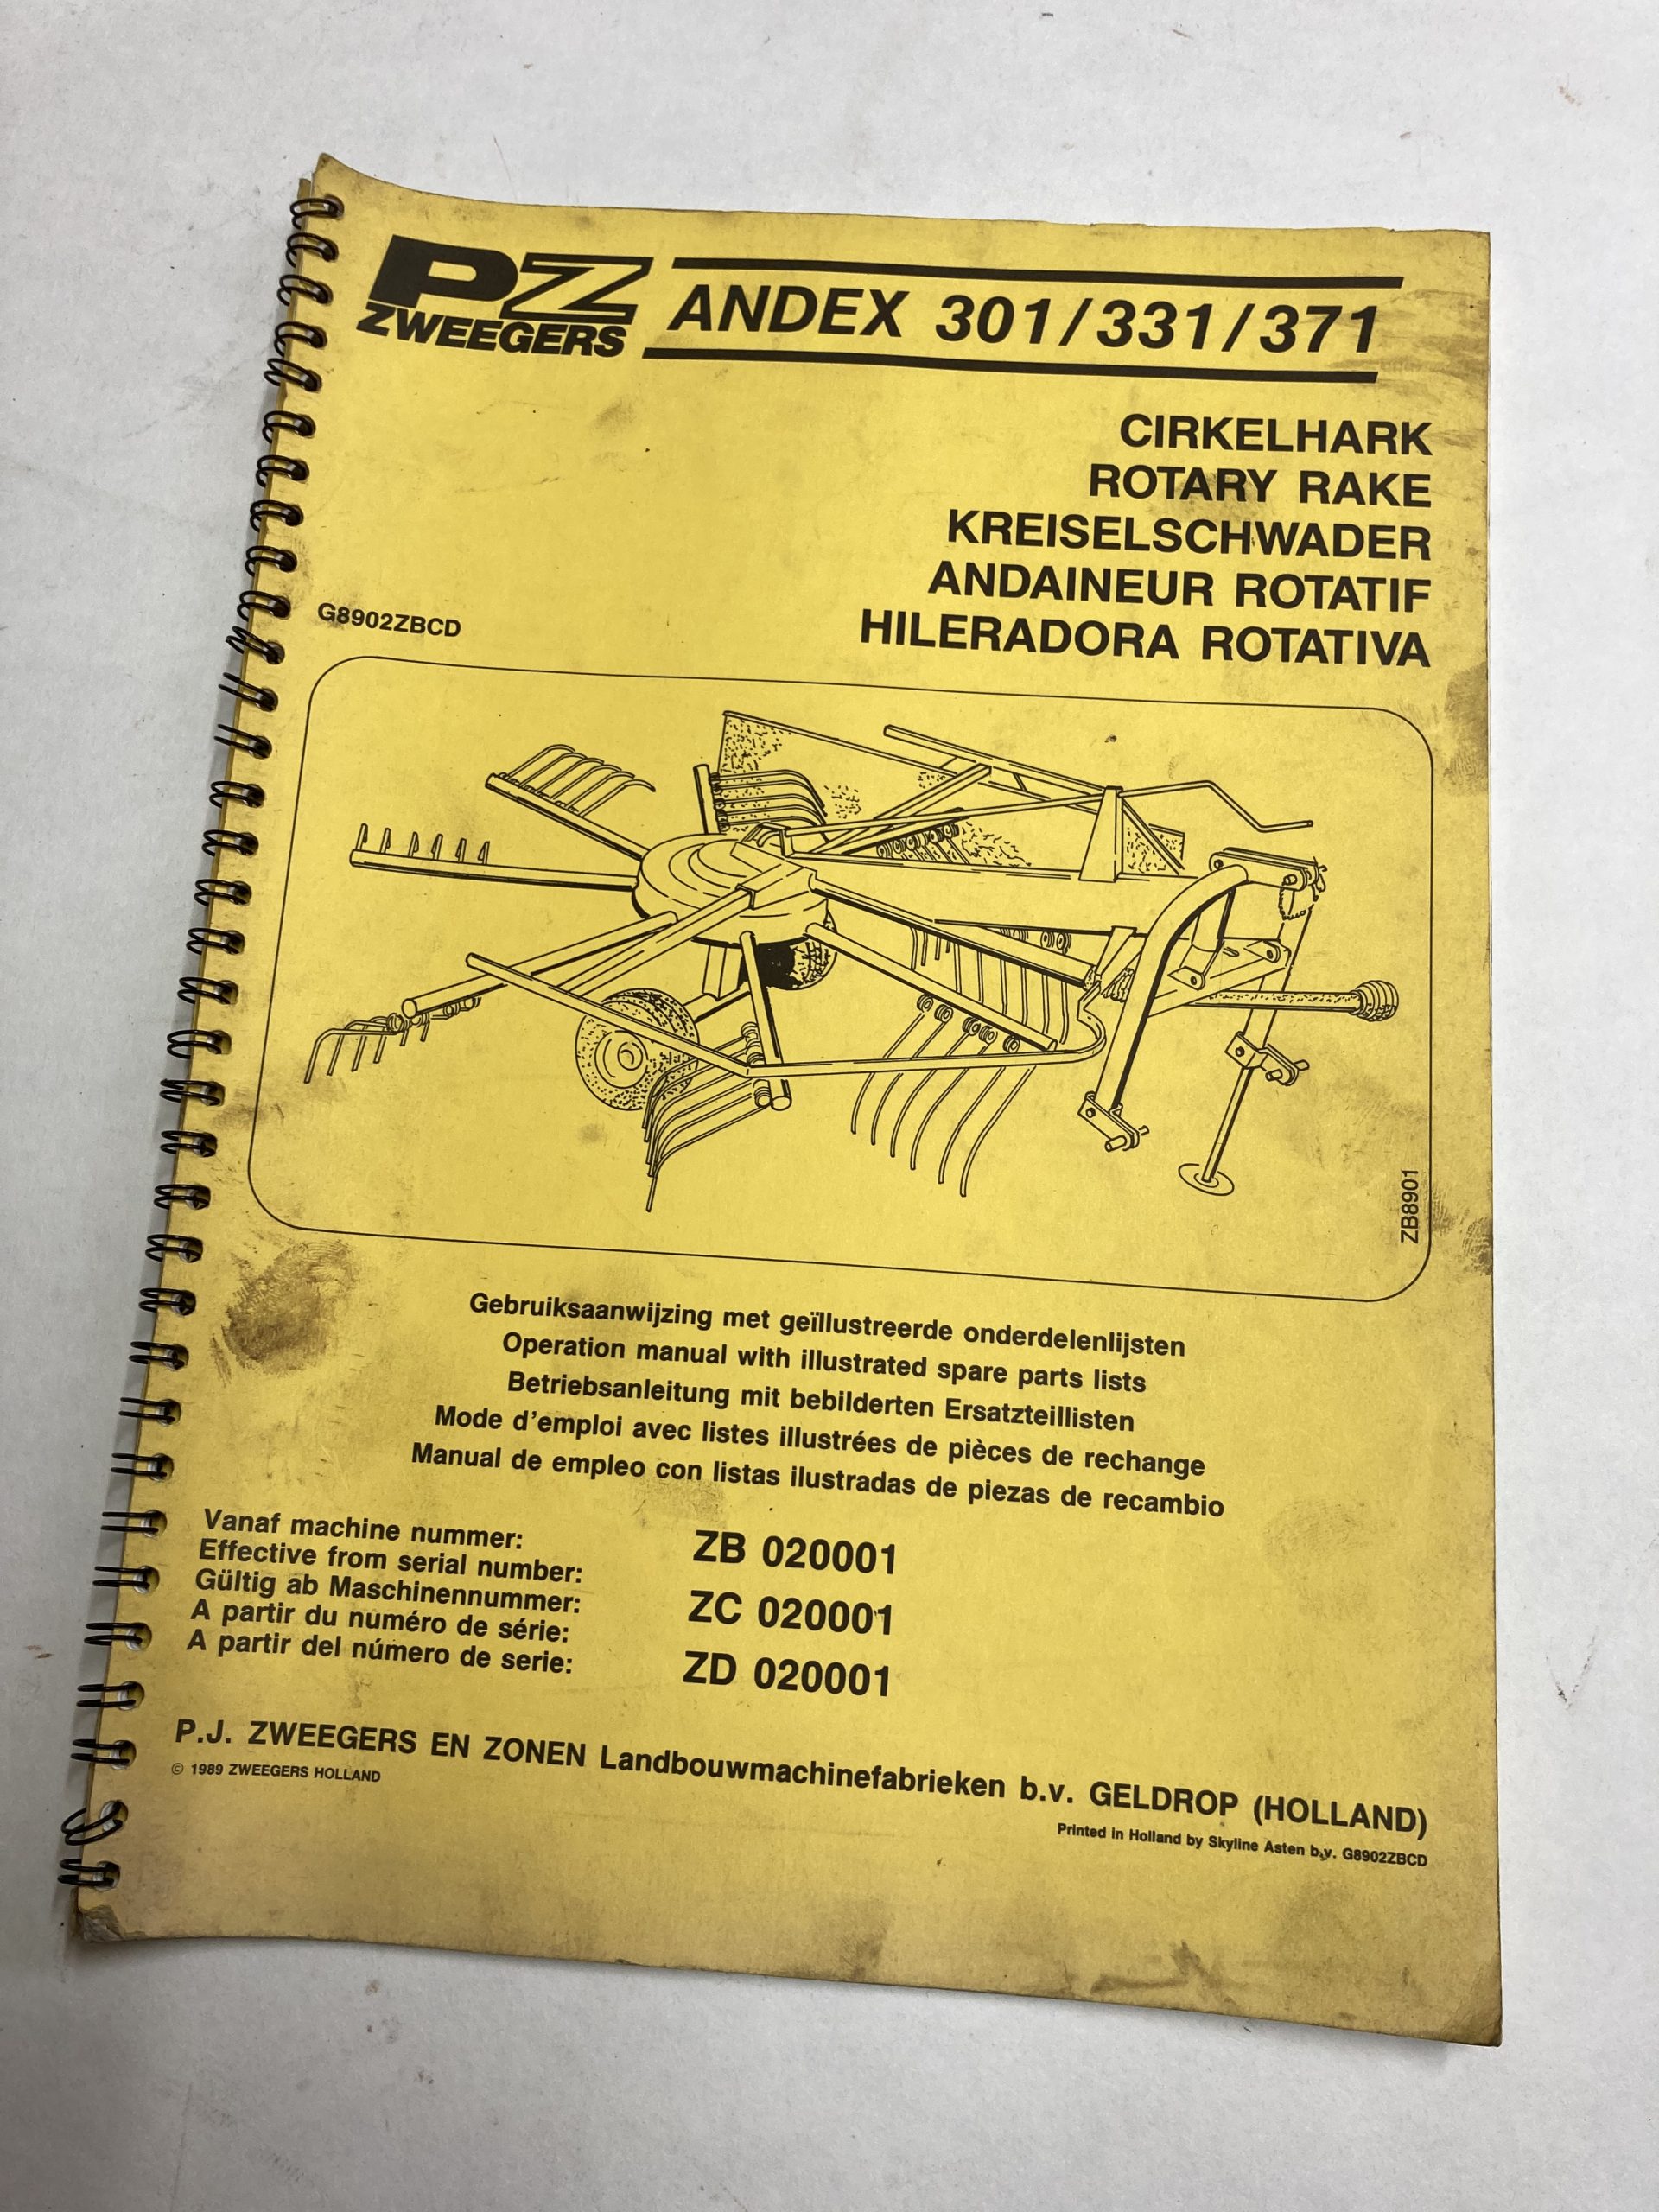 PZ
ZWEEGERS
ANDEX 301/331/371
CIRKELHARK
ROTARY RAKE
KREISELSCHWADER
ANDAINEUR ROTATIF
HILERADORA ROTATIVA
G8902ZBCD
ZB8901
Gebruiksaanwijzing met geïllustreerde onderdelenlijsten
Operation manual with illustrated spare parts lists
Betriebsanleitung mit bebilderten Ersatzteillisten
Mode d'emploi avec listes illustrées de pièces de rechange
Manual de empleo con listas ilustradas de piezas de recambio
Vanaf machine nummer:
Effective from serial number:
Gültig ab Maschinennummer:
A partir du numéro de série:
A partir del número de serie:
ZB 020001
ZC 020001
ZD 020001
P.J. ZWEEGERS EN ZONEN Landbouwmachinefabrieken b.v. GELDROP (HOLLAND)
© 1989 ZWEEGERS HOLLAND
Printed in Holland by Skyline Asten b.v. G8902ZBCD